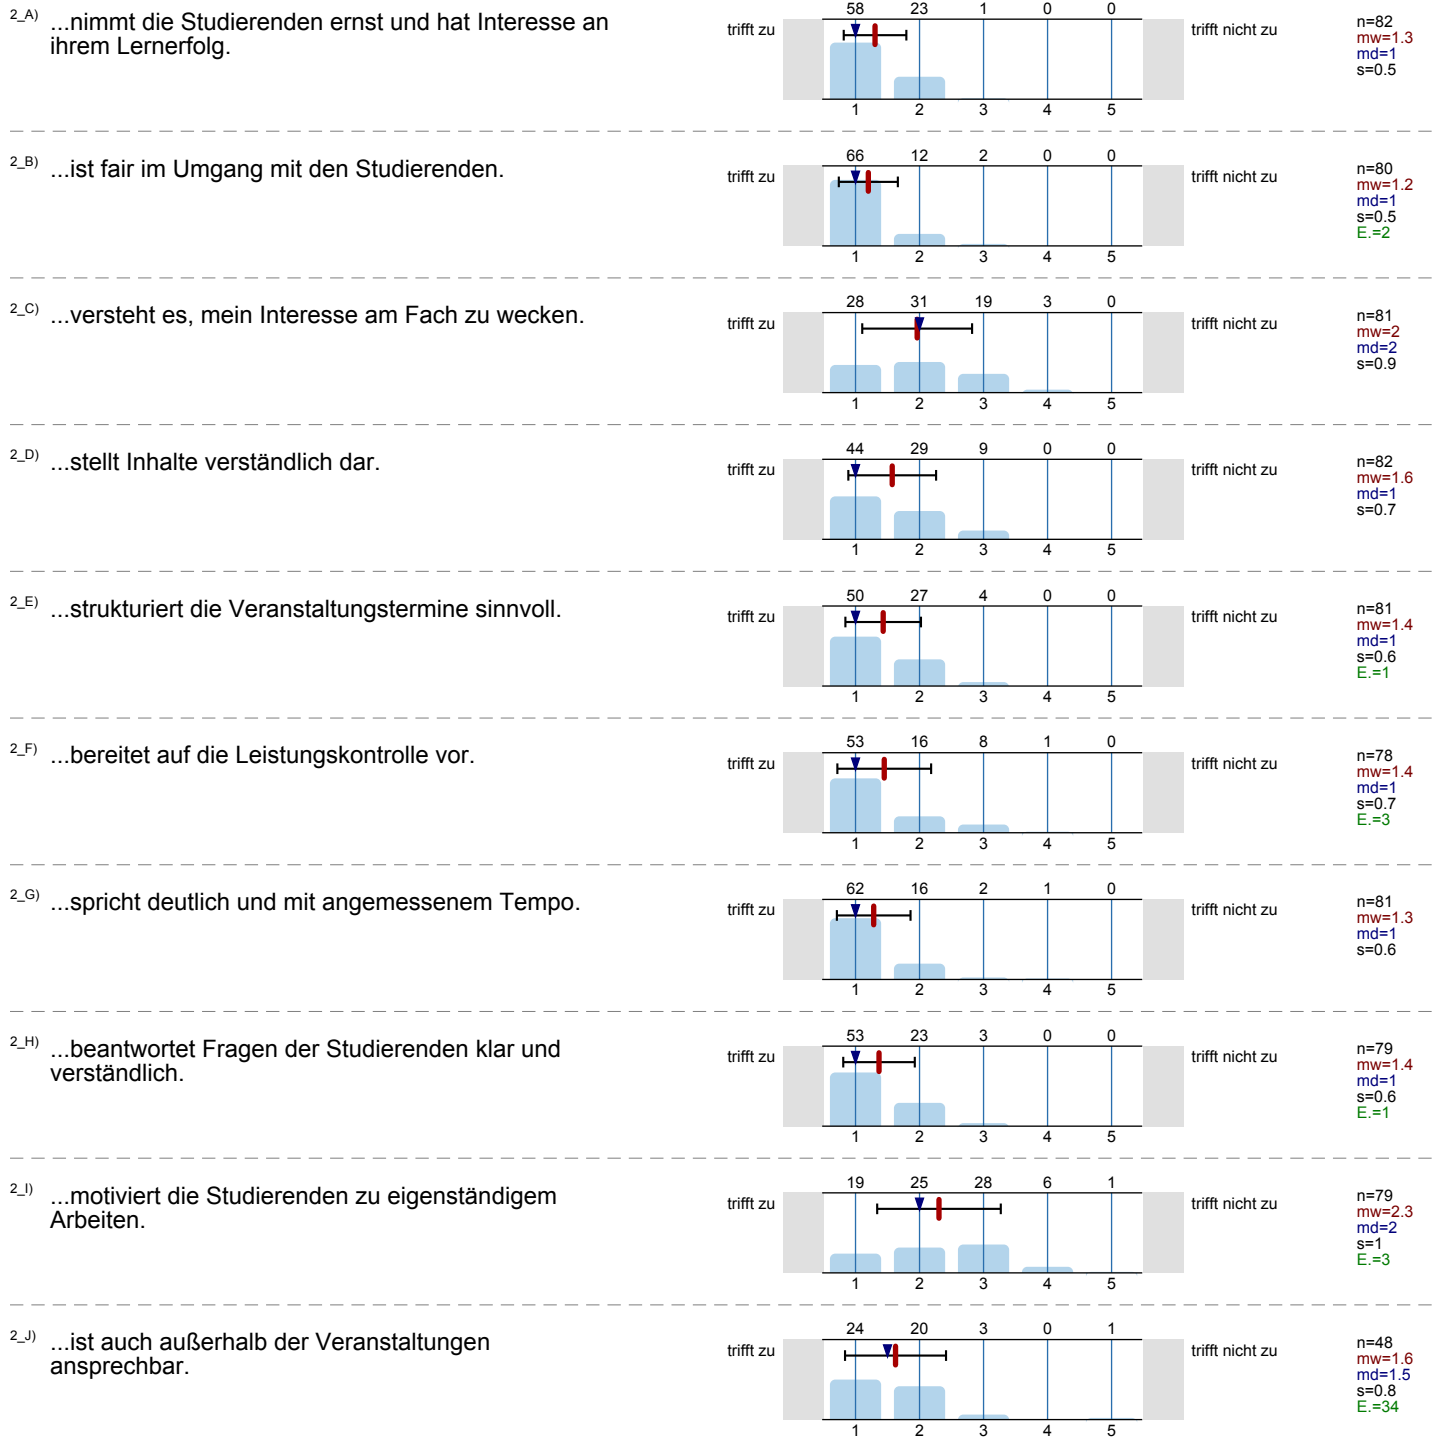 2_A) ...nimmt die Studierenden ernst und hat Interesse an
ihrem Lernerfolg.
58 23 1 0 0
trifft zu trifft nicht zu
1 2 3 4 5
n=82
mw=1.3
md=1
s=0.5
2_B) ...ist fair im Umgang mit den Studierenden.
66 12 2 0 0
trifft zu trifft nicht zu
1 2 3 4 5
n=80
mw=1.2
md=1
s=0.5
E.=2
2_C) ...versteht es, mein Interesse am Fach zu wecken.
28 31 19 3 0
trifft zu trifft nicht zu
1 2 3 4 5
n=81
mw=2
md=2
s=0.9
2_D) ...stellt Inhalte verständlich dar.
44 29 9 0 0
trifft zu trifft nicht zu
1 2 3 4 5
n=82
mw=1.6
md=1
s=0.7
2_E) ...strukturiert die Veranstaltungstermine sinnvoll.
50 27 4 0 0
trifft zu trifft nicht zu
1 2 3 4 5
n=81
mw=1.4
md=1
s=0.6
E.=1
2_F) ...bereitet auf die Leistungskontrolle vor.
53 16 8 1 0
trifft zu trifft nicht zu
1 2 3 4 5
n=78
mw=1.4
md=1
s=0.7
E.=3
2_G) ...spricht deutlich und mit angemessenem Tempo.
62 16 2 1 0
trifft zu trifft nicht zu
1 2 3 4 5
n=81
mw=1.3
md=1
s=0.6
2_H) ...beantwortet Fragen der Studierenden klar und
verständlich.
53 23 3 0 0
trifft zu trifft nicht zu
1 2 3 4 5
n=79
mw=1.4
md=1
s=0.6
E.=1
2_I) ...motiviert die Studierenden zu eigenständigem
Arbeiten.
19 25 28 6 1
trifft zu trifft nicht zu
1 2 3 4 5
n=79
mw=2.3
md=2
s=1
E.=3
2_J) ...ist auch außerhalb der Veranstaltungen
ansprechbar.
24 20 3 0 1
trifft zu trifft nicht zu
1 2 3 4 5
n=48
mw=1.6
md=1.5
s=0.8
E.=34